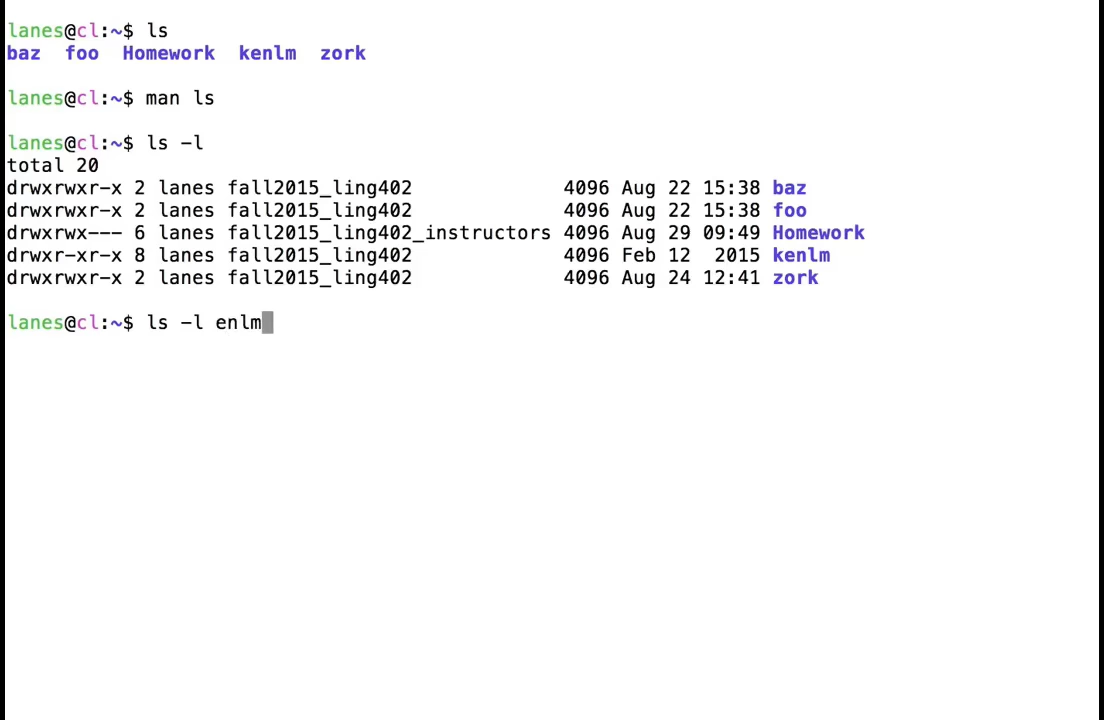 lanes@cl:~$ ls
baz  foo  Homework  kenlm  zork
lanes@cl:~$ man ls
lanes@cl:~$ ls -l
total 20
drwxrwxr-x 2 lanes fall2015_ling402             4096 Aug 22 15:38 baz
drwxrwxr-x 2 lanes fall2015_ling402             4096 Aug 22 15:38 foo
drwxrwx--- 6 lanes fall2015_ling402_instructors 4096 Aug 29 09:49 Homework
drwxr-xr-x 8 lanes fall2015_ling402             4096 Feb 12  2015 kenlm
drwxrwxr-x 2 lanes fall2015_ling402             4096 Aug 24 12:41 zork
lanes@cl:~$ ls -l enlm